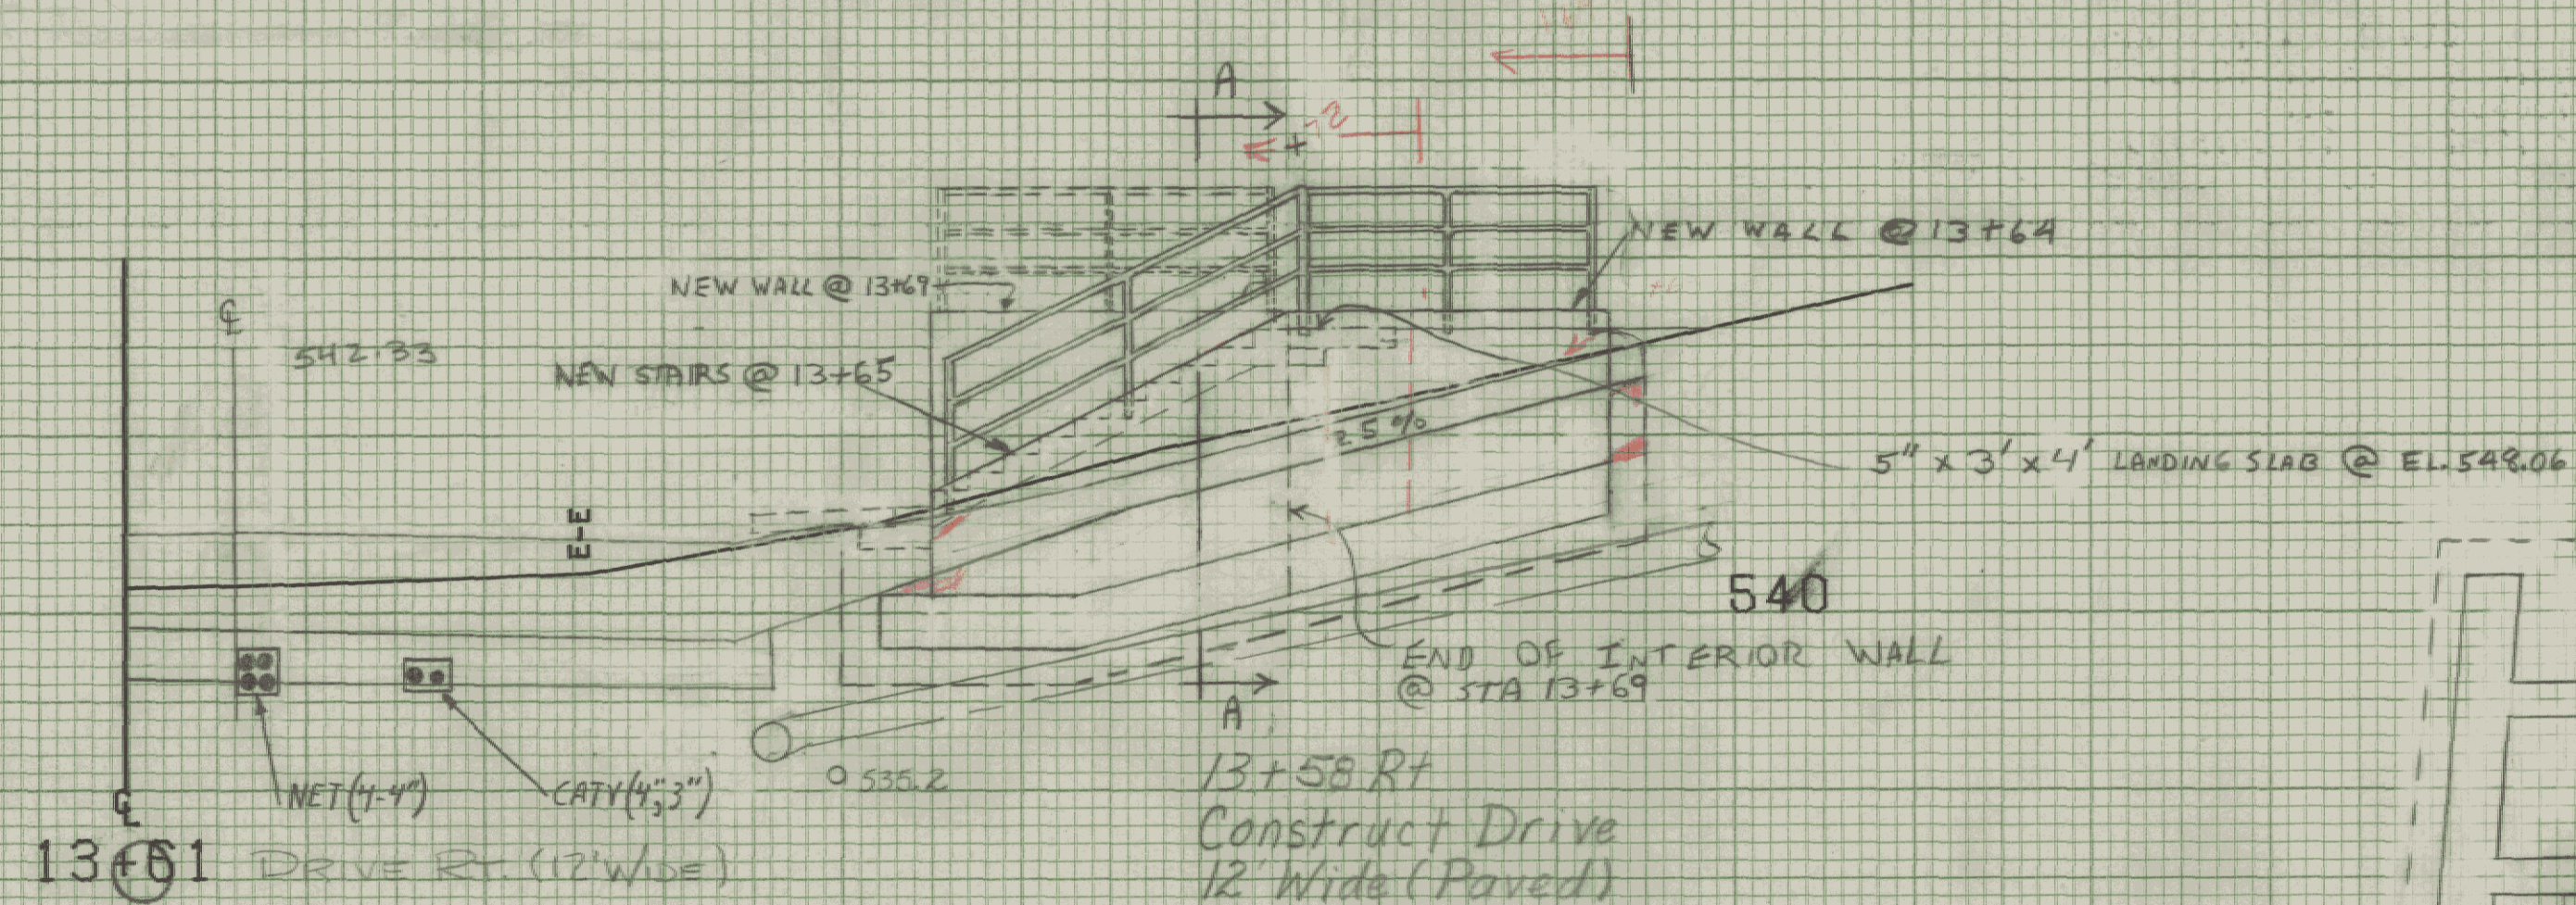 A
NEW WALL @ 13+64
NEW WALL @ 13+69
℄
542.33
NEW STAIRS @ 13+65
25%
5" x 3' x 4' LANDING SLAB @ EL.548.06
E-E
540
END OF INTERIOR WALL
@ STA 13+69
A
O 535.2
NET(4-4")
CATV(4";3")
℄
13+58 Rt
Construct Drive
12' Wide (Paved)
13+61
DRIVE RT. (12' WIDE)